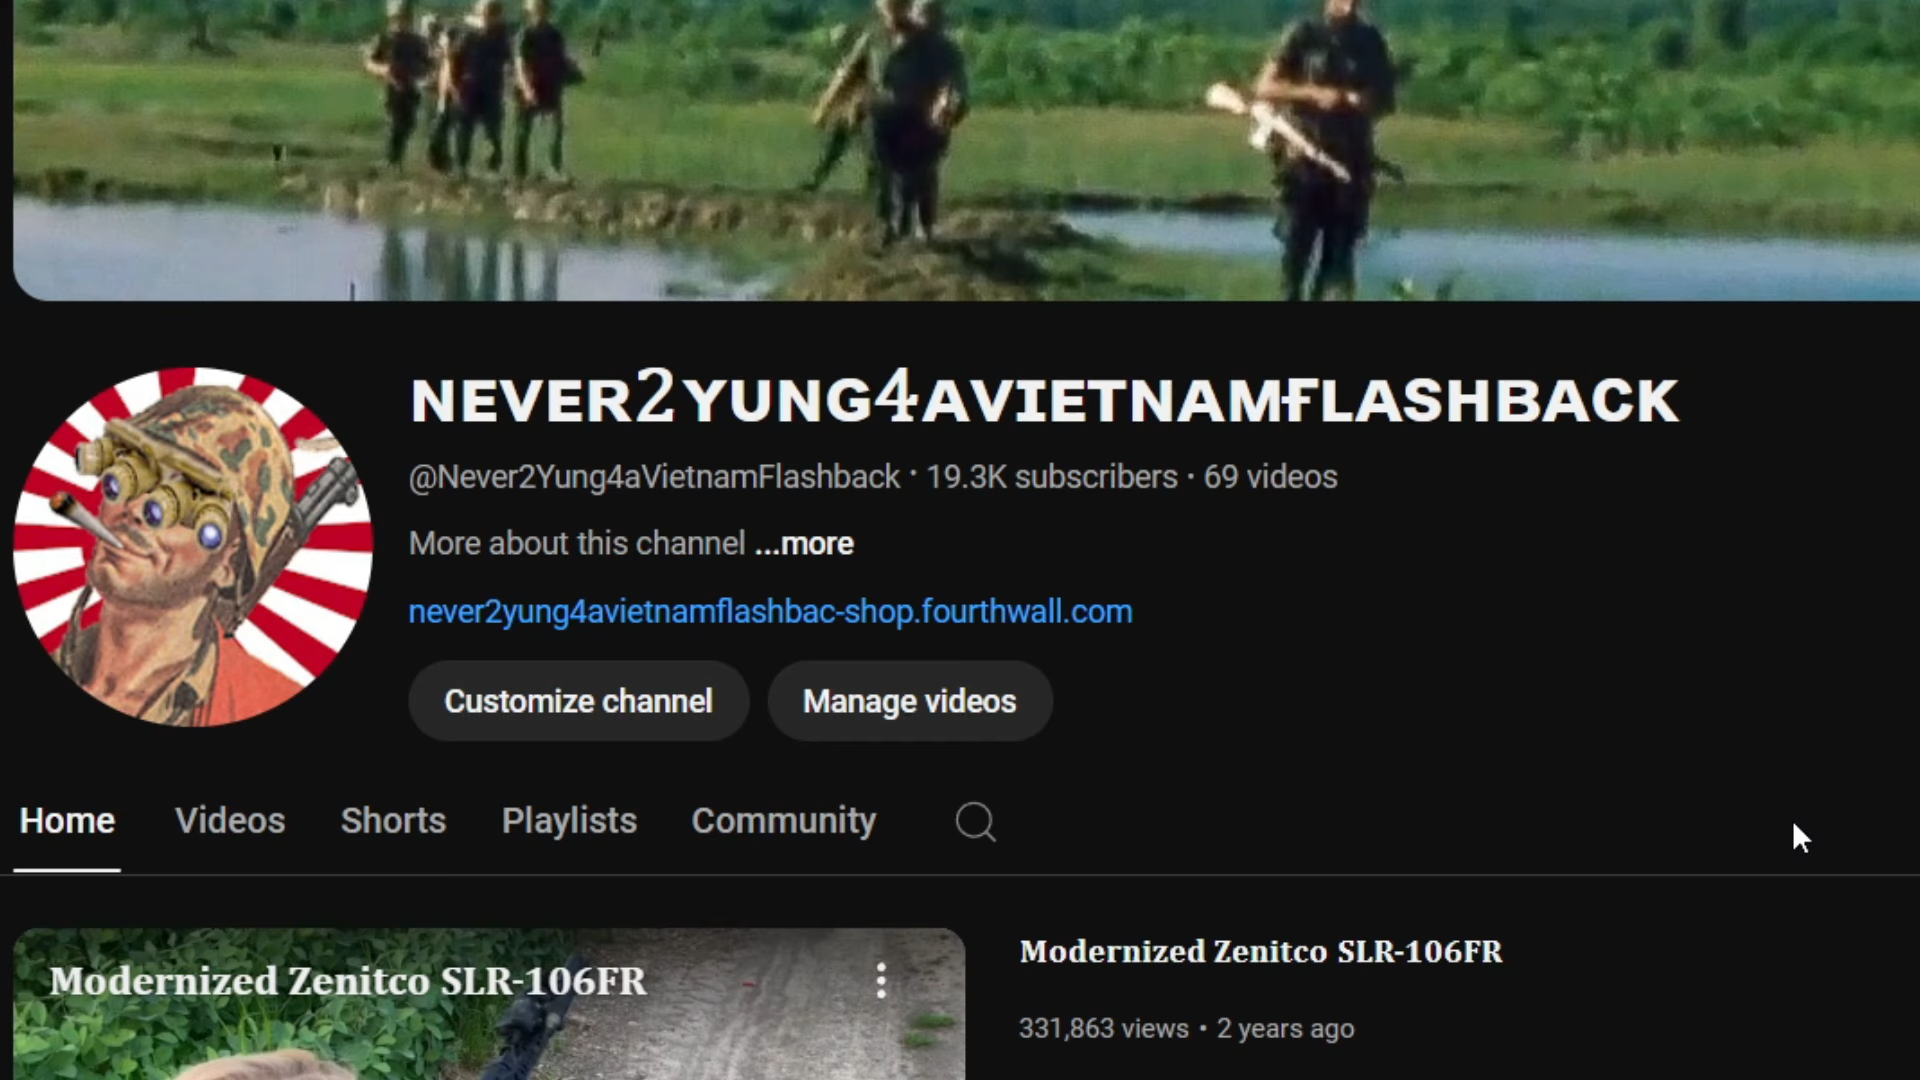 NEVER2YUNG4AVIETNAMFLASHBACK
@Never2Yung4aVietnamFlashback · 19.3K subscribers · 69 videos
More about this channel ...more
never2yung4avietnamflashbac-shop.fourthwall.com
Customize channel Manage videos
Home Videos Shorts Playlists Community
Modernized Zenitco SLR-106FR
Modernized Zenitco SLR-106FR
331,863 views • 2 years ago